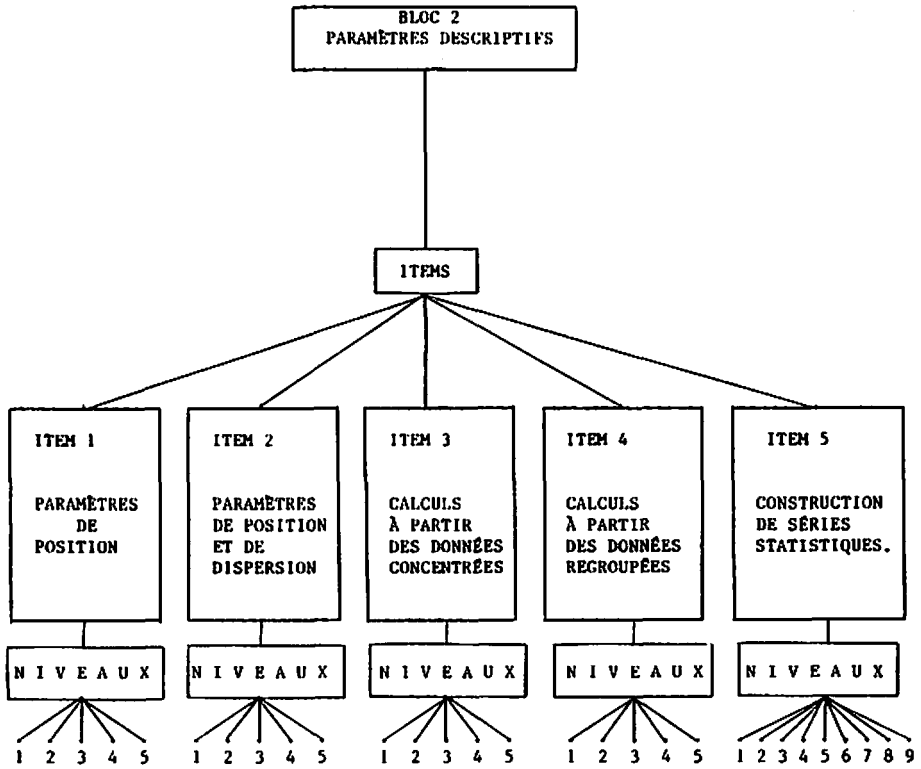 BLOC 2
PARAMÈTRES DESCRIPTIFS
ITEMS
ITEM 1
PARAMÈTRES
DE
POSITION
ITEM 2
PARAMÈTRES
DE POSITION
ET DE
DISPERSION
ITEM 3
CALCULS
À PARTIR
DES DONNÉES
CONCENTRÉES
ITEM 4
CALCULS
À PARTIR
DES DONNÉES
REGROUPÉES
ITEM 5
CONSTRUCTION
DE SÉRIES
STATISTIQUES.
N I V E A U X
N I V E A U X
N I V E A U X
N I V E A U X
N I V E A U X
1 2 3 4 5
1 2 3 4 5
1 2 3 4 5
1 2 3 4 5
1 2 3 4 5 6 7 8 9